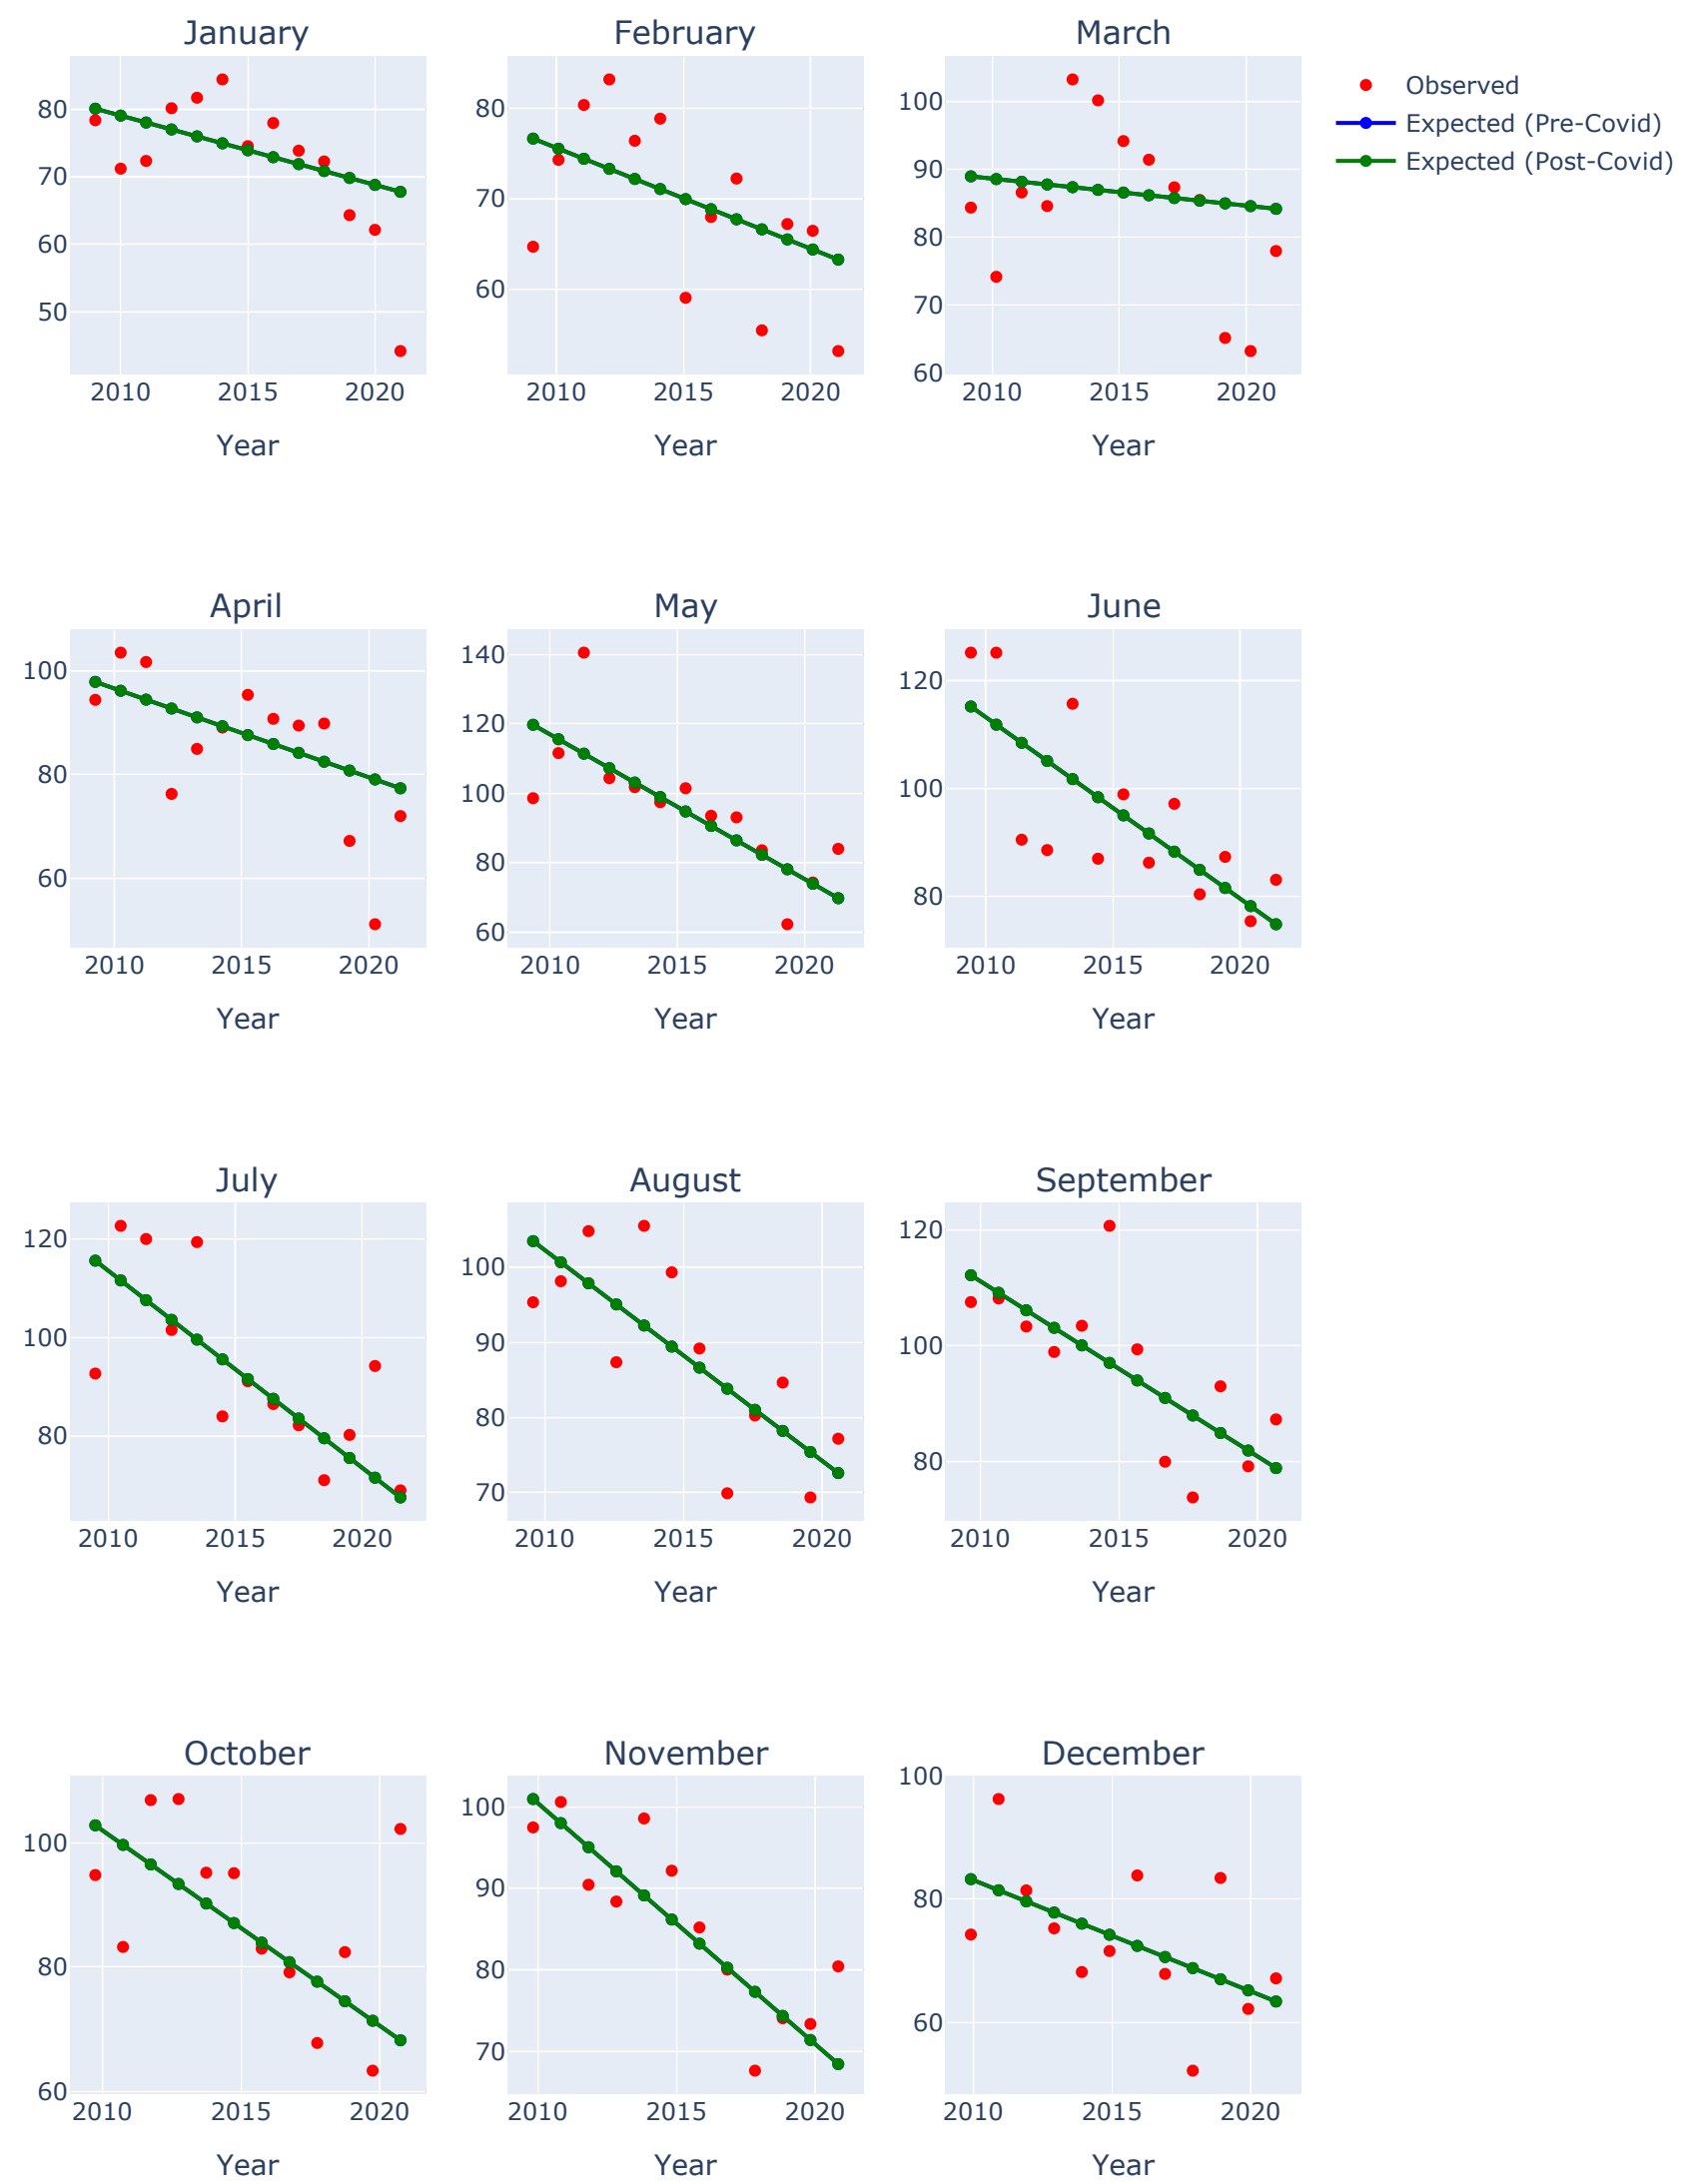 January
February
March
Observed
Expected (Pre-Covid)
Expected (Post-Covid)
80
70
60
50
80
70
60
100
90
80
70
60
2010 2015 2020
2010 2015 2020
2010 2015 2020
Year
Year
Year
April
May
June
100
80
60
140
120
100
80
60
120
100
80
2010 2015 2020
2010 2015 2020
2010 2015 2020
Year
Year
Year
July
August
September
120
100
80
100
90
80
70
120
100
80
2010 2015 2020
2010 2015 2020
2010 2015 2020
Year
Year
Year
October
November
December
100
80
60
100
90
80
70
100
80
60
2010 2015 2020
2010 2015 2020
2010 2015 2020
Year
Year
Year